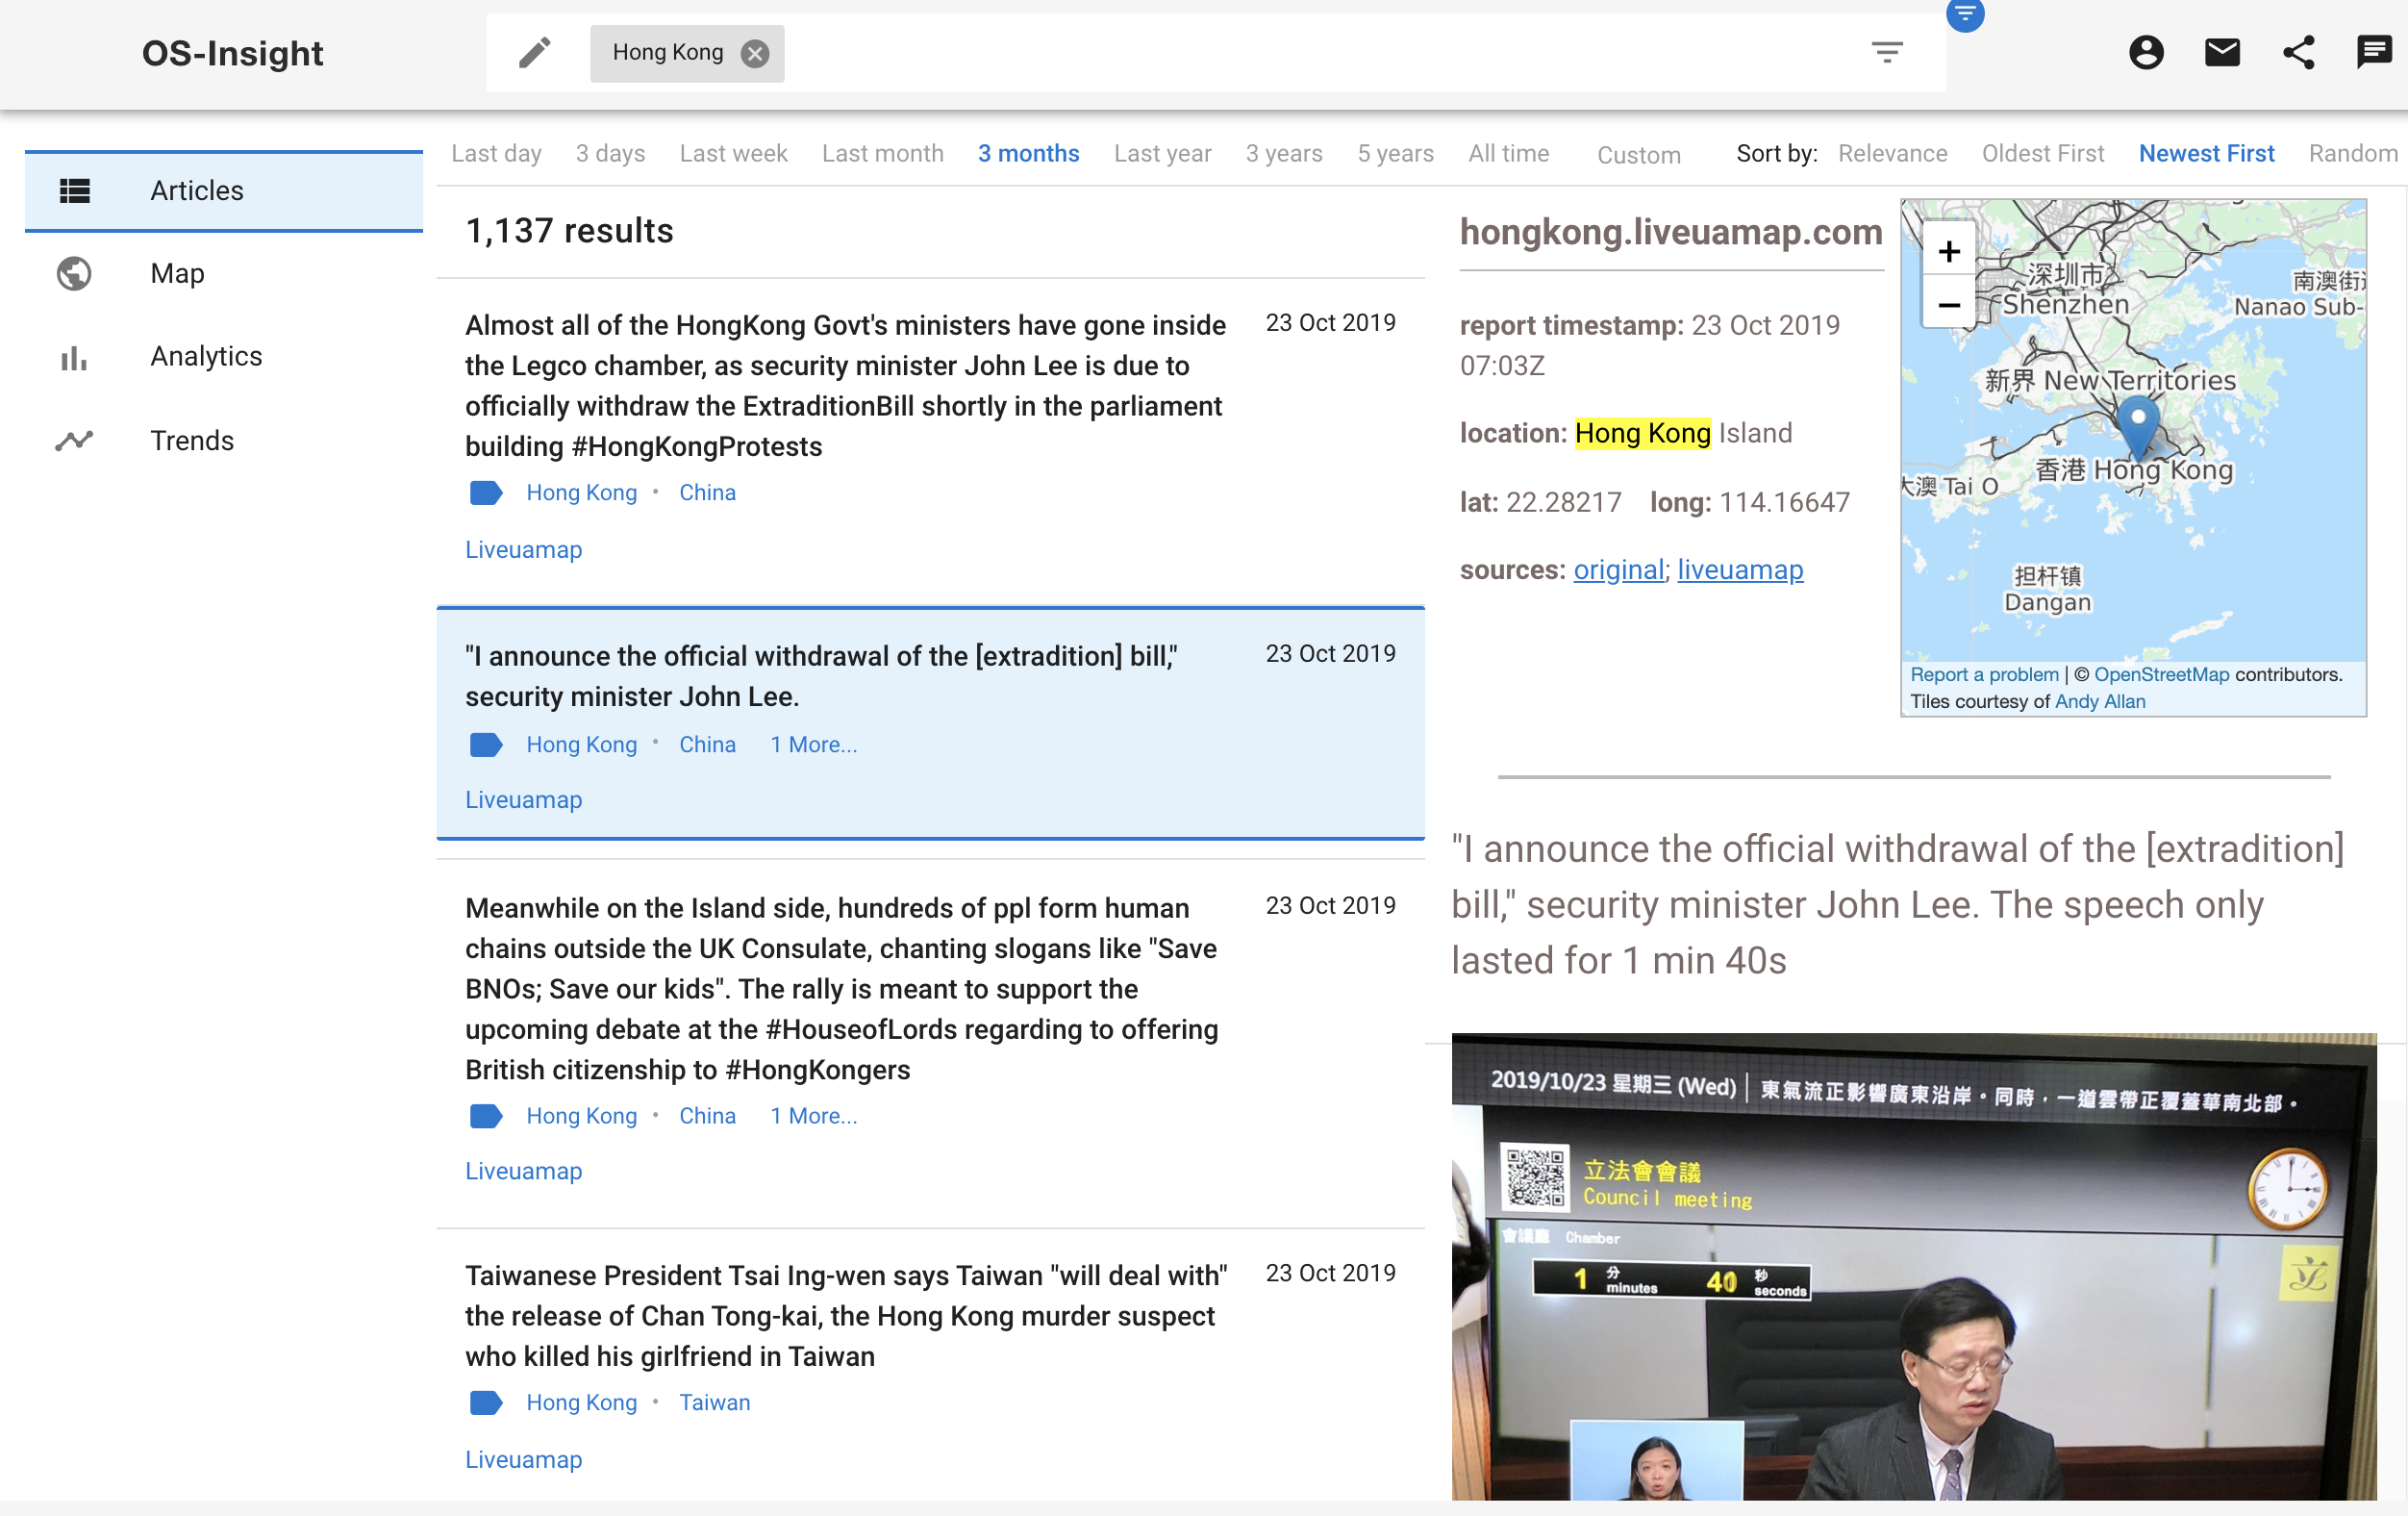 OS-Insight
Hong Kong
Articles
Map
Analytics
Trends
Last day 3 days Last week Last month 3 months Last year 3 years 5 years All time Custom Sort by: Relevance Oldest First Newest First Random
1,137 results
Almost all of the HongKong Govt's ministers have gone inside
the Legco chamber, as security minister John Lee is due to
officially withdraw the ExtraditionBill shortly in the parliament
building #HongKongProtests
23 Oct 2019
Hong Kong • China
Liveuamap
"I announce the official withdrawal of the [extradition] bill,"
security minister John Lee.
23 Oct 2019
Hong Kong • China 1 More...
Liveuamap
Meanwhile on the Island side, hundreds of ppl form human
chains outside the UK Consulate, chanting slogans like "Save
BNOs; Save our kids". The rally is meant to support the
upcoming debate at the #HouseofLords regarding to offering
British citizenship to #HongKongers
23 Oct 2019
Hong Kong • China 1 More...
Liveuamap
Taiwanese President Tsai Ing-wen says Taiwan "will deal with"
the release of Chan Tong-kai, the Hong Kong murder suspect
who killed his girlfriend in Taiwan
23 Oct 2019
Hong Kong • Taiwan
Liveuamap
hongkong.liveuamap.com
report timestamp: 23 Oct 2019
07:03Z
location: Hong Kong Island
lat: 22.28217 long: 114.16647
sources: original; liveuamap
+
−
深圳市
Shenzhen
南澳街
Nanao Sub-
新界 New Territories
香港 Hong Kong
大澳 Tai O
担杆镇
Dangan
Report a problem | © OpenStreetMap contributors.
Tiles courtesy of Andy Allan
"I announce the official withdrawal of the [extradition]
bill," security minister John Lee. The speech only
lasted for 1 min 40s
2019/10/23 星期三 (Wed) | 東氣流正影響廣東沿岸。同時，一道雲帶正覆蓋華南北部。
立法會會議
Council meeting
會議廳 Chamber
1 分 minutes 40 秒 seconds
立